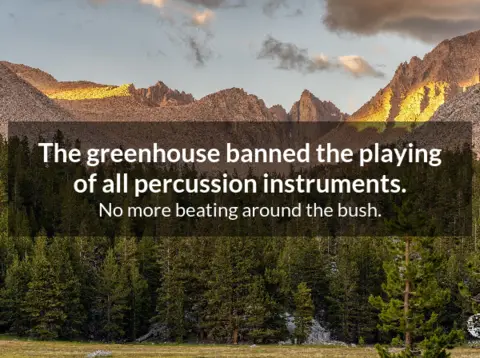 The greenhouse banned the playing
of all percussion instruments.
No more beating around the bush.